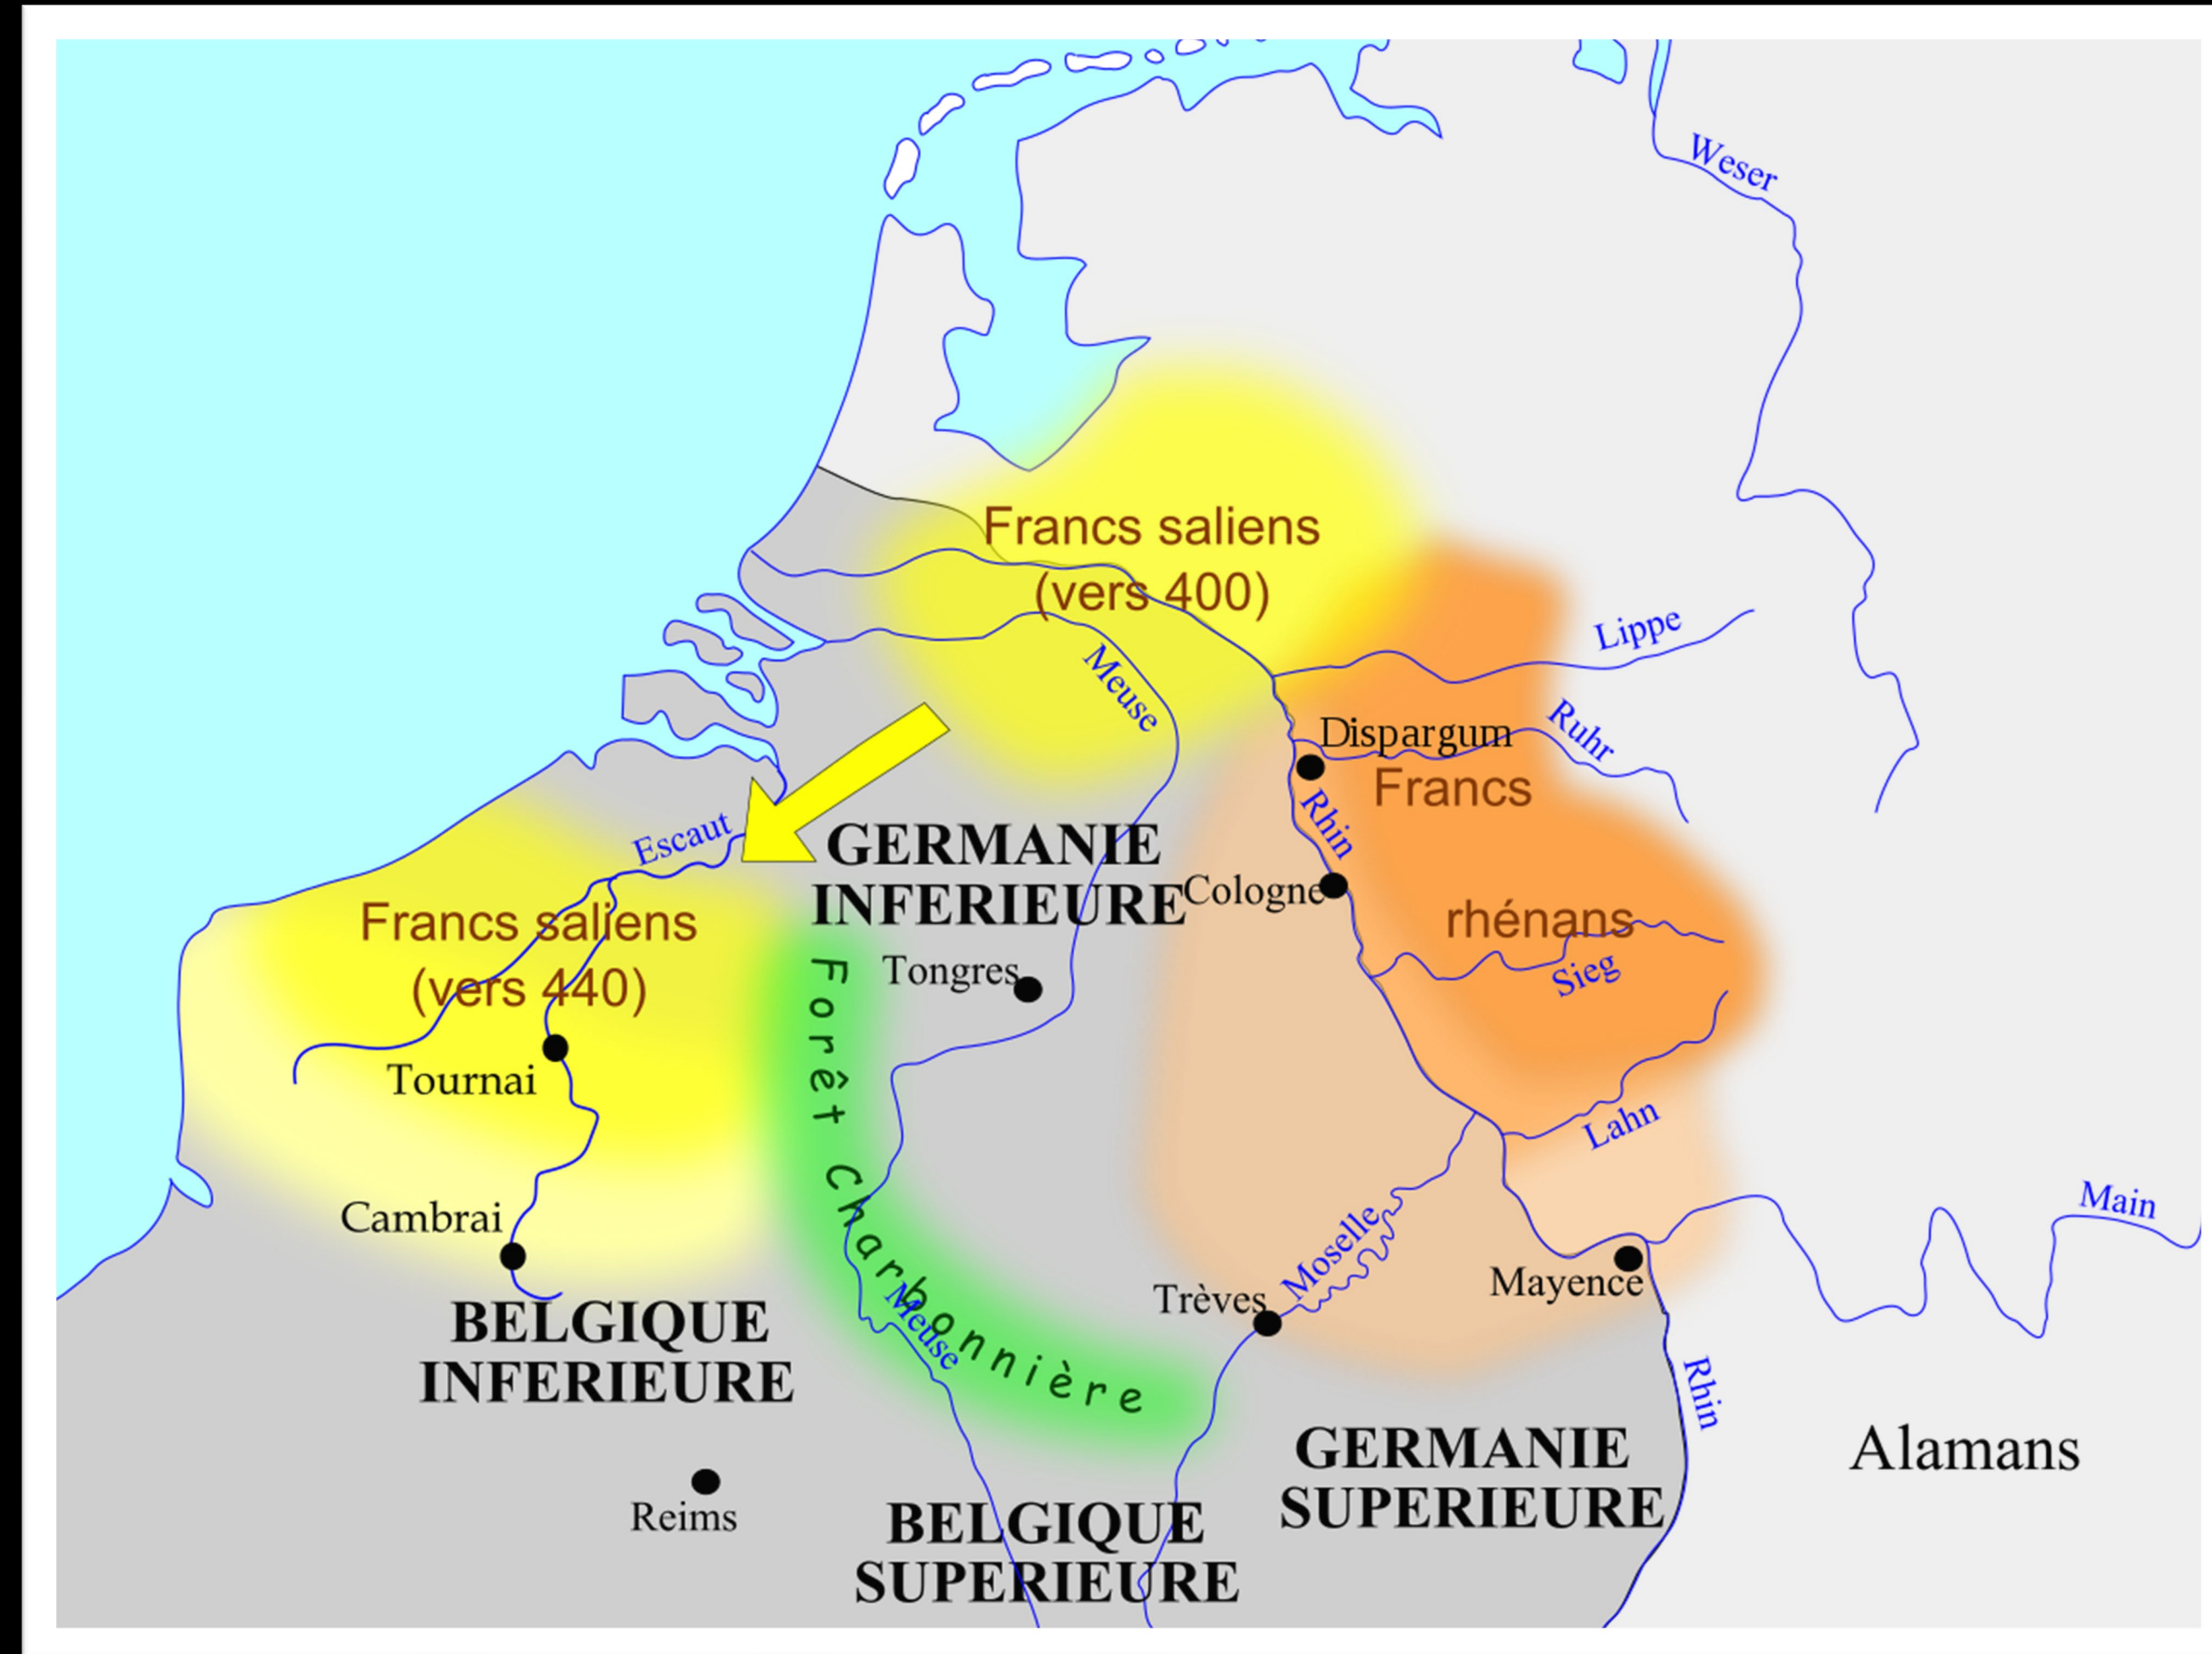 Weser
Francs saliens
(vers 400)
Lippe
Meuse
Ruhr
Dispargum
Francs
Rhin
Escaut
GERMANIE
INFERIEURE
Cologne
rhénans
Francs saliens
(vers 440)
Tongres
Sieg
Forêt Charbonnière
Tournai
Lahn
Cambrai
Main
Moselle
Mayence
Trèves
Meuse
BELGIQUE
INFERIEURE
Rhin
GERMANIE
SUPERIEURE
Alamans
Reims
BELGIQUE
SUPERIEURE